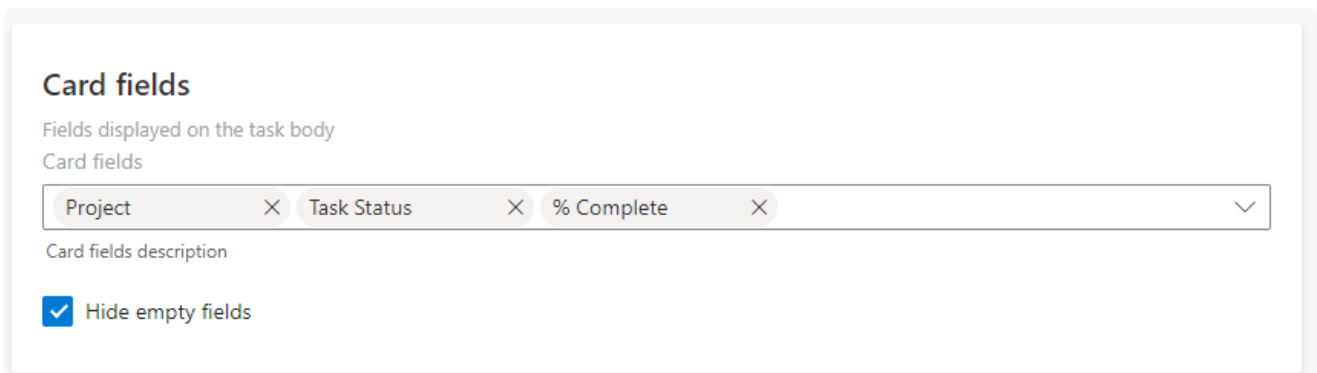 Card fields
Fields displayed on the task body
Card fields
Project Task Status % Complete
Card fields description
Hide empty fields